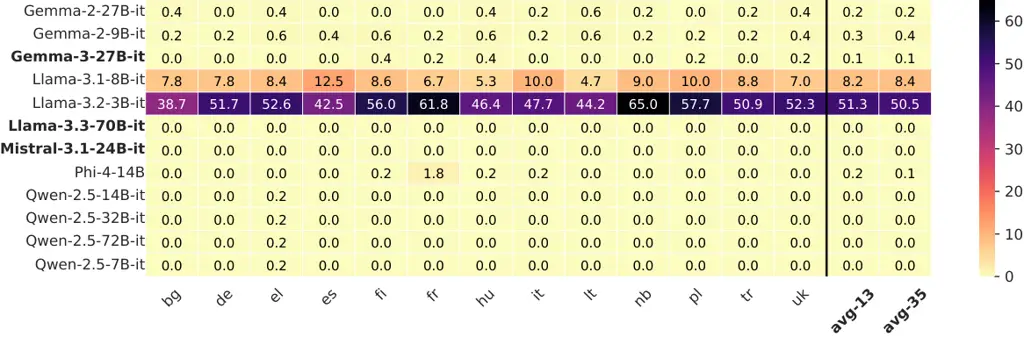 Gemma-2-27B-it 0.4 0.0 0.4 0.0 0.0 0.0 0.4 0.2 0.6 0.2 0.0 0.2 0.4 0.2 0.2
Gemma-2-9B-it 0.2 0.2 0.6 0.4 0.6 0.2 0.6 0.2 0.6 0.2 0.2 0.2 0.4 0.3 0.4
Gemma-3-27B-it 0.0 0.0 0.0 0.0 0.4 0.2 0.4 0.0 0.0 0.0 0.2 0.0 0.2 0.1 0.1
Llama-3.1-8B-it 7.8 7.8 8.4 12.5 8.6 6.7 5.3 10.0 4.7 9.0 10.0 8.8 7.0 8.2 8.4
Llama-3.2-3B-it 38.7 51.7 52.6 42.5 56.0 61.8 46.4 47.7 44.2 65.0 57.7 50.9 52.3 51.3 50.5
Llama-3.3-70B-it 0.0 0.0 0.0 0.0 0.0 0.0 0.0 0.0 0.0 0.0 0.0 0.0 0.0 0.0 0.0
Mistral-3.1-24B-it 0.0 0.0 0.0 0.0 0.0 0.0 0.0 0.0 0.0 0.0 0.0 0.0 0.0 0.0 0.0
Phi-4-14B 0.0 0.0 0.0 0.0 0.2 1.8 0.2 0.2 0.0 0.0 0.0 0.0 0.0 0.2 0.1
Qwen-2.5-14B-it 0.0 0.0 0.2 0.0 0.0 0.0 0.0 0.0 0.0 0.0 0.0 0.0 0.0 0.0 0.0
Qwen-2.5-32B-it 0.0 0.0 0.2 0.0 0.0 0.0 0.0 0.0 0.0 0.0 0.0 0.0 0.0 0.0 0.0
Qwen-2.5-72B-it 0.0 0.0 0.2 0.0 0.0 0.0 0.0 0.0 0.0 0.0 0.0 0.0 0.0 0.0 0.0
Qwen-2.5-7B-it 0.0 0.0 0.2 0.0 0.0 0.0 0.0 0.0 0.0 0.0 0.0 0.0 0.0 0.0 0.0
bg de el es fi fr hu it lt nb pl tr uk avg-13 avg-35
60
50
40
30
20
10
0